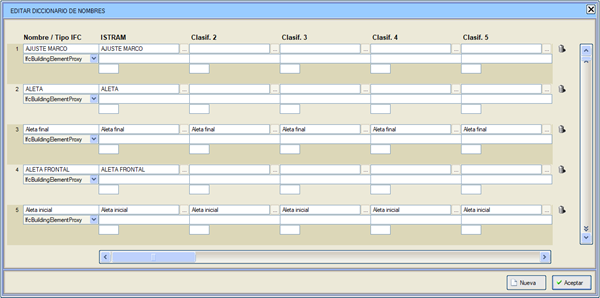 EDITAR DICCIONARIO DE NOMBRES
Nombre / Tipo IFC ISTRAM Clasif. 2 Clasif. 3 Clasif. 4 Clasif. 5
1 AJUSTE MARCO AJUSTE MARCO ... ... ... ... ...
IfcBuildingElementProxy
2 ALETA ALETA ... ... ... ... ...
IfcBuildingElementProxy
3 Aleta final Aleta final ... Aleta final ... Aleta final ... Aleta final ... Aleta final ...
IfcBuildingElementProxy
4 ALETA FRONTAL ALETA FRONTAL ... ... ... ... ...
IfcBuildingElementProxy
5 Aleta inicial Aleta inicial ... Aleta inicial ... Aleta inicial ... Aleta inicial ... Aleta inicial ...
IfcBuildingElementProxy
Nueva Aceptar